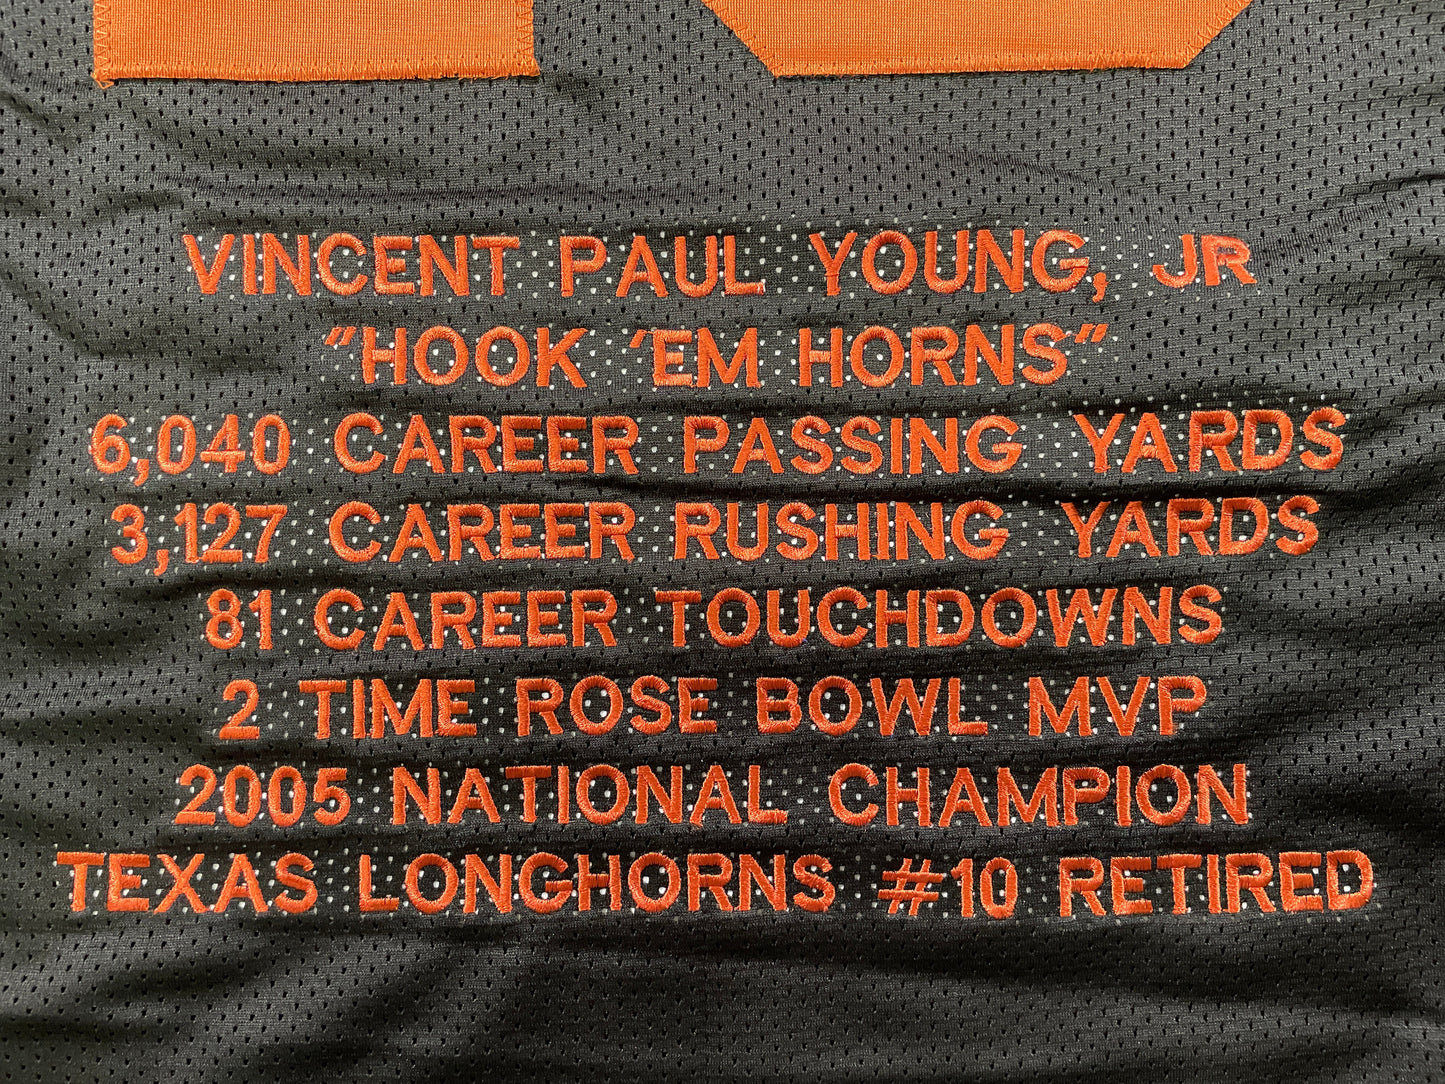 VINCENT PAUL YOUNG, JR
"HOOK 'EM HORNS"
6,040 CAREER PASSING YARDS
3,127 CAREER RUSHING YARDS
81 CAREER TOUCHDOWNS
2 TIME ROSE BOWL MVP
2005 NATIONAL CHAMPION
TEXAS LONGHORNS #10 RETIRED